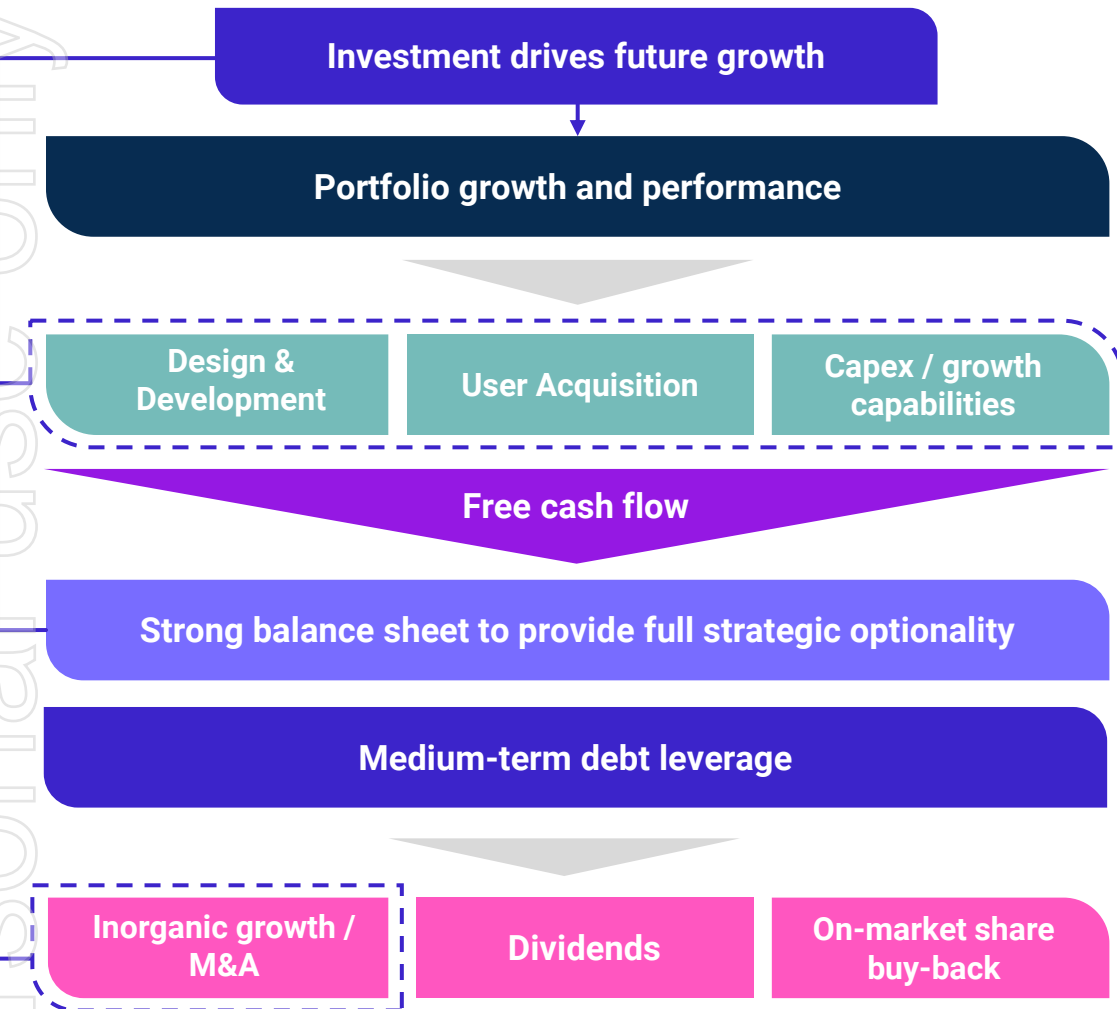 Investment drives future growth
Portfolio growth and performance
Design &
Development
User Acquisition
Capex / growth
capabilities
Free cash flow
Strong balance sheet to provide full strategic optionality
Medium-term debt leverage
Inorganic growth /
M&A
Dividends
On-market share
buy-back
use only